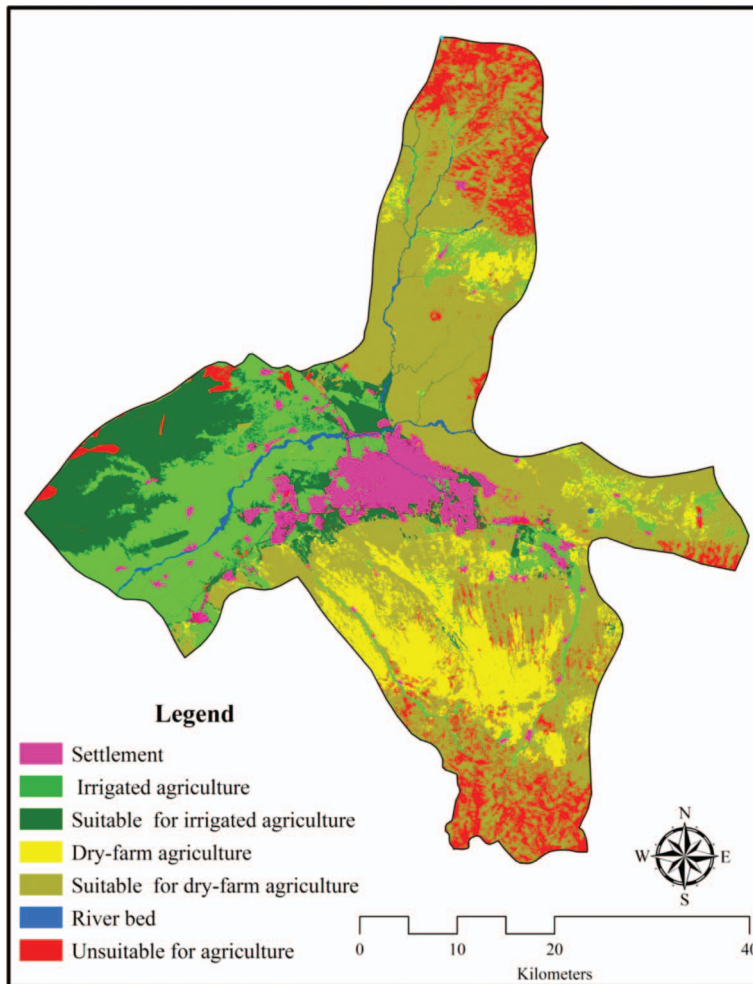 Legend
Settlement
Irrigated agriculture
Suitable for irrigated agriculture
Dry-farm agriculture
Suitable for dry-farm agriculture
River bed
Unsuitable for agriculture
N
W E
S
0 10 20 40
Kilometers